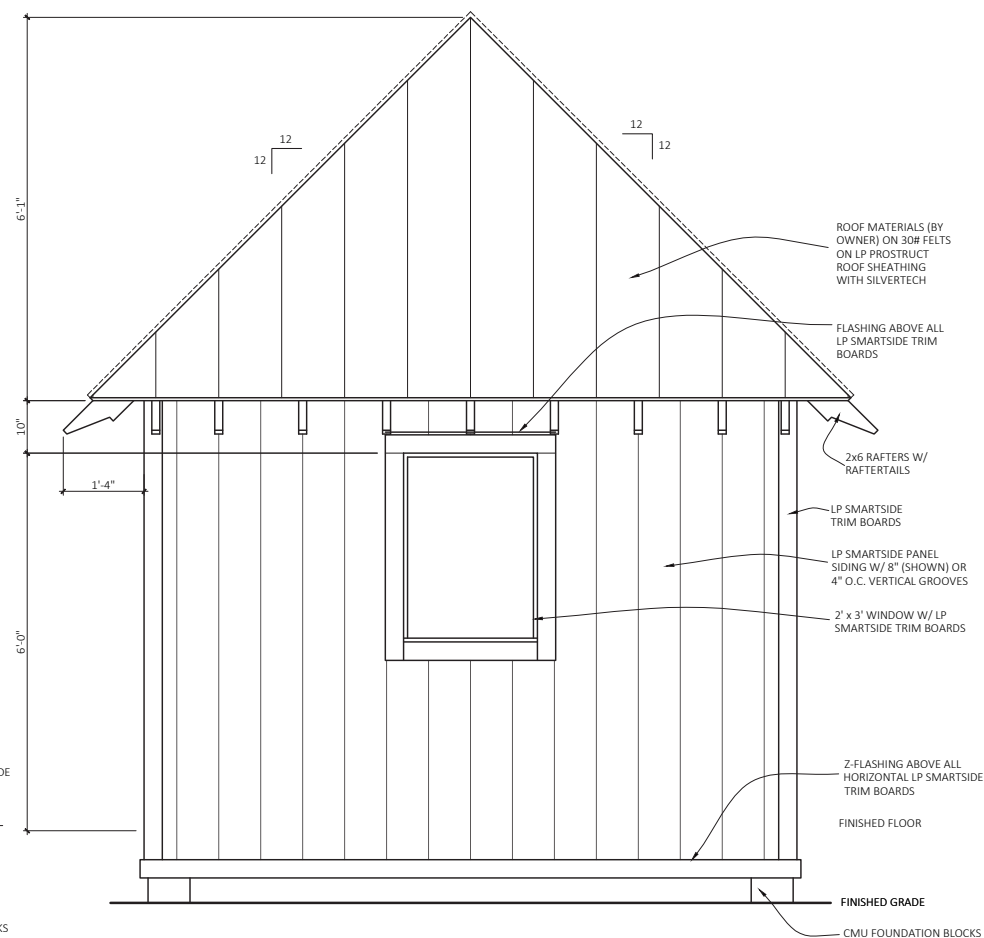 12
12
12
12
6'-1"
ROOF MATERIALS (BY
OWNER) ON 30# FELTS
ON LP PROSTRUCT
ROOF SHEATHING
WITH SILVERTECH
FLASHING ABOVE ALL
LP SMARTSIDE TRIM
BOARDS
10"
1'-4"
2x6 RAFTERS W/
RAFTERTAILS
LP SMARTSIDE
TRIM BOARDS
LP SMARTSIDE PANEL
SIDING W/ 8" (SHOWN) OR
4" O.C. VERTICAL GROOVES
2' x 3' WINDOW W/ LP
SMARTSIDE TRIM BOARDS
6'-0"
Z-FLASHING ABOVE ALL
HORIZONTAL LP SMARTSIDE
TRIM BOARDS
DE
FINISHED FLOOR
FINISHED GRADE
CMU FOUNDATION BLOCKS
KS